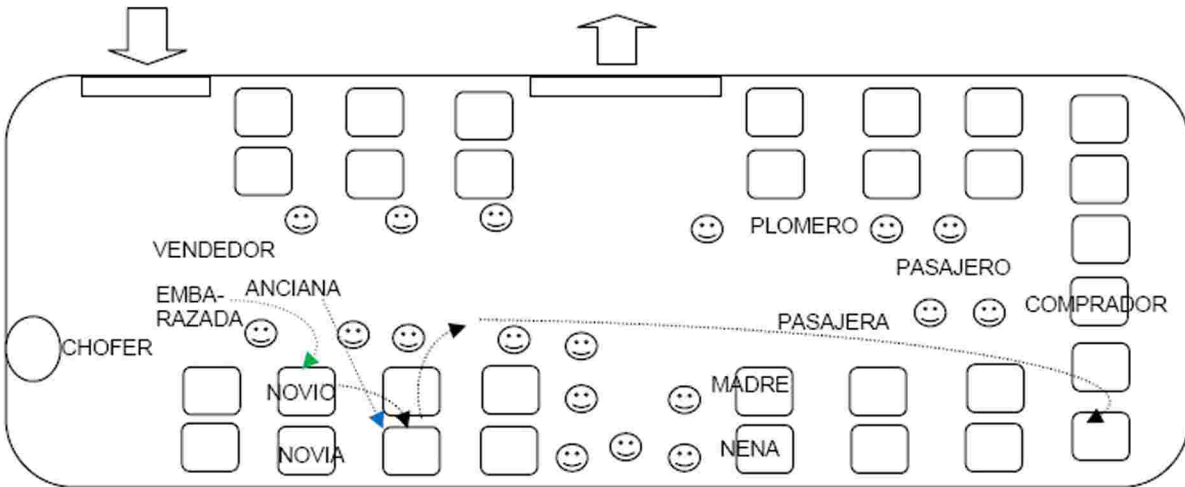 PLOMERO
VENDEDOR
PASAJERO
EMBA-
RAZADA
ANCIANA
COMPRADOR
PASAJERA
CHOFER
NOVIO
MADRE
NOVIA
NENA